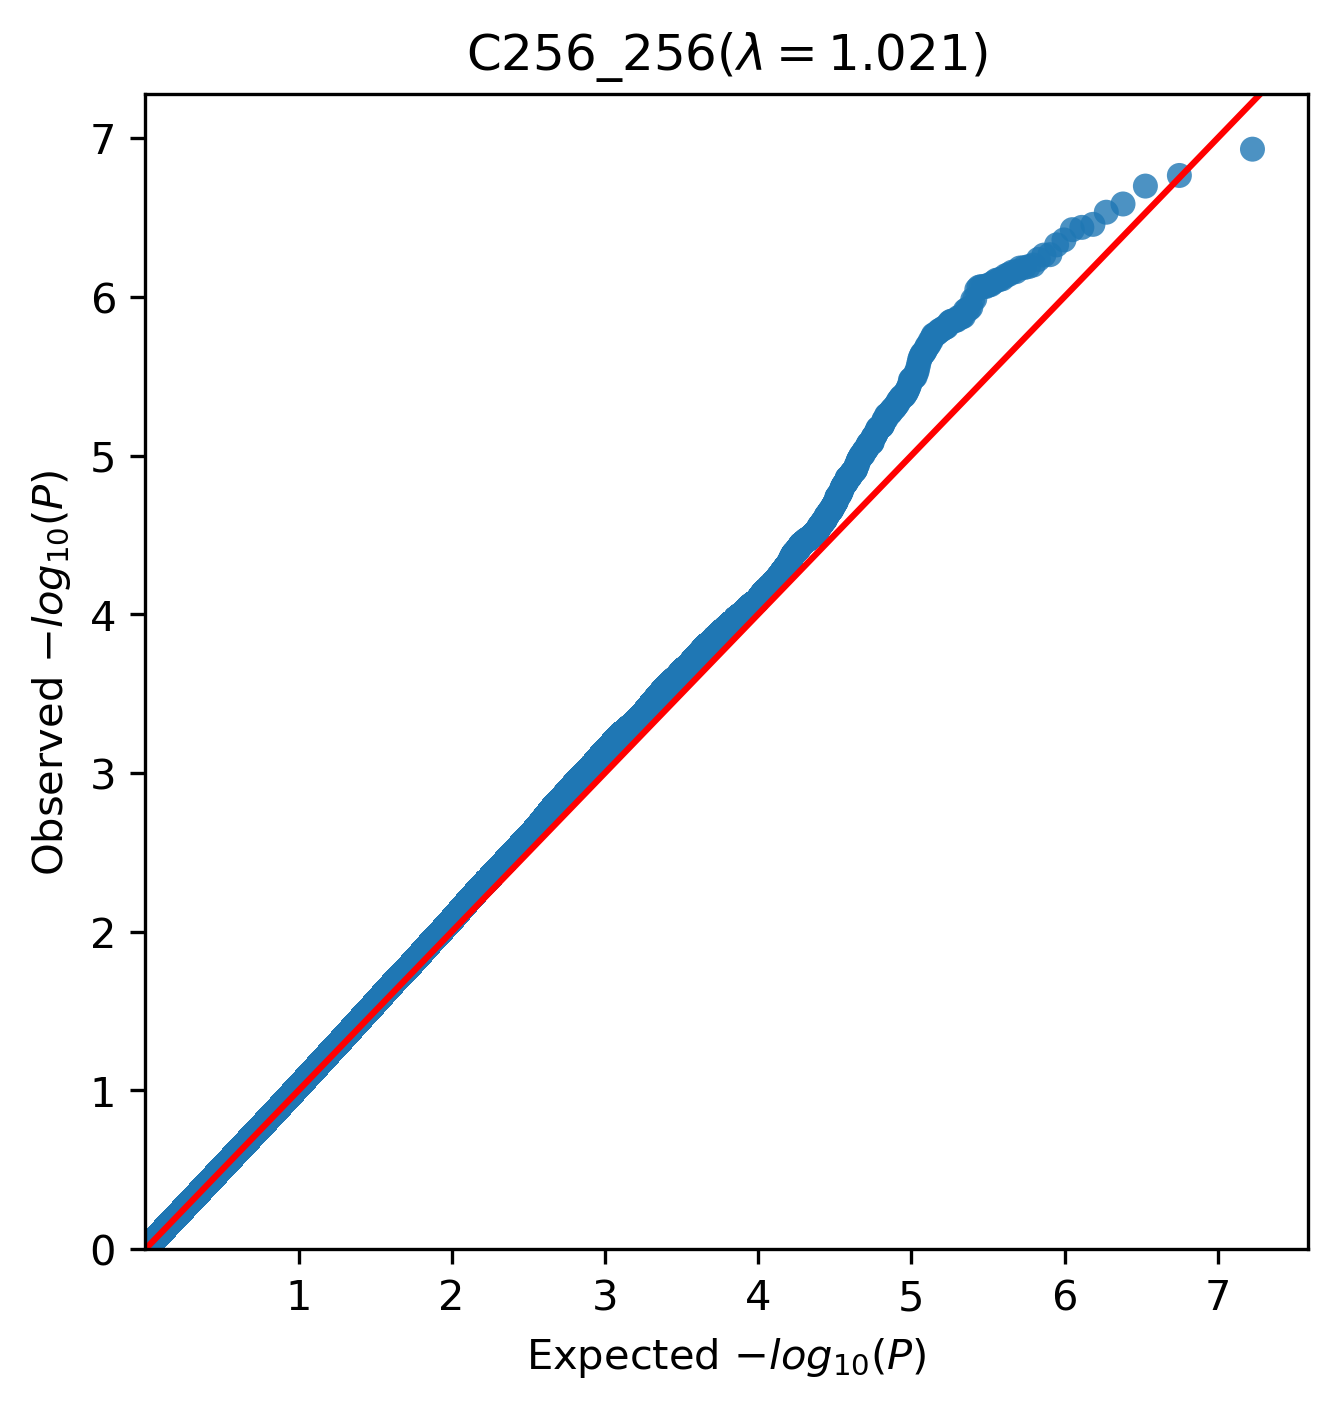 C256_256(λ = 1.021)
7
6
5
4
3
2
1
0
Observed −log₁₀(P)
1 2 3 4 5 6 7
Expected −log₁₀(P)